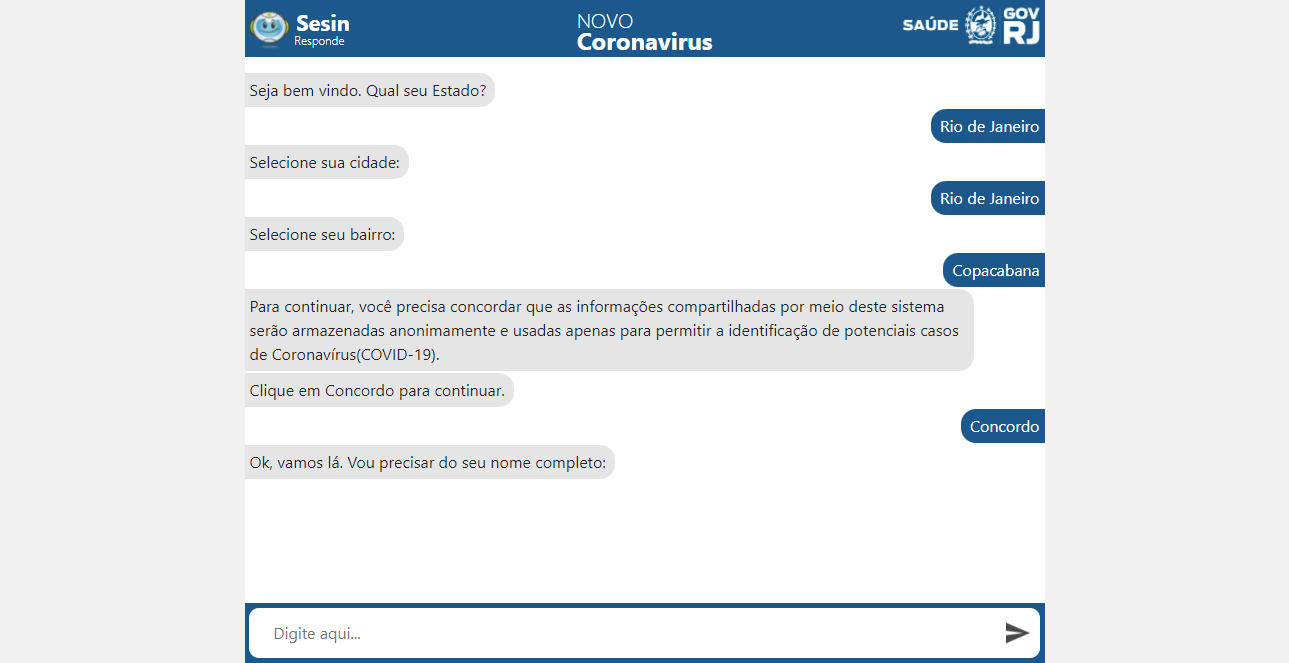 Sesin
Responde
NOVO
Coronavirus
SAÚDE
GOV
RJ
Seja bem vindo. Qual seu Estado?
Rio de Janeiro
Selecione sua cidade:
Rio de Janeiro
Selecione seu bairro:
Copacabana
Para continuar, você precisa concordar que as informações compartilhadas por meio deste sistema
serão armazenadas anonimamente e usadas apenas para permitir a identificação de potenciais casos
de Coronavírus(COVID-19).
Clique em Concordo para continuar.
Concordo
Ok, vamos lá. Vou precisar do seu nome completo:
Digite aqui...